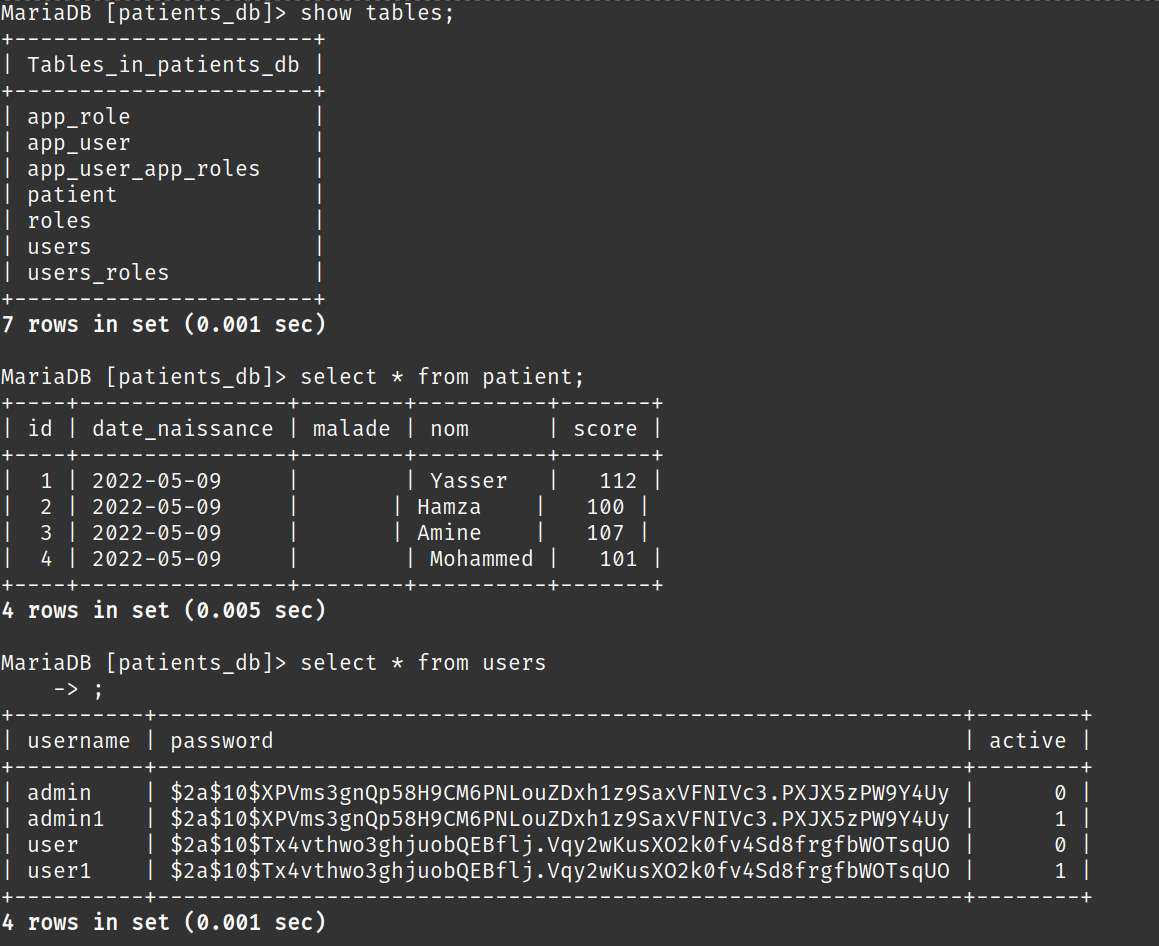 MariaDB [patients_db]> show tables;
+-----------------------+
| Tables_in_patients_db |
+-----------------------+
| app_role              |
| app_user              |
| app_user_app_roles    |
| patient               |
| roles                 |
| users                 |
| users_roles           |
+-----------------------+
7 rows in set (0.001 sec)

MariaDB [patients_db]> select * from patient;
+----+----------------+--------+----------+-------+
| id | date_naissance | malade | nom      | score |
+----+----------------+--------+----------+-------+
|  1 | 2022-05-09     |        | Yasser   |   112 |
|  2 | 2022-05-09     |       | Hamza    |   100 |
|  3 | 2022-05-09     |       | Amine    |   107 |
|  4 | 2022-05-09     |        | Mohammed |   101 |
+----+----------------+--------+----------+-------+
4 rows in set (0.005 sec)

MariaDB [patients_db]> select * from users
    -> ;
+----------+--------------------------------------------------------------+--------+
| username | password                                                     | active |
+----------+--------------------------------------------------------------+--------+
| admin    | $2a$10$XPVms3gnQp58H9CM6PNLouZDxh1z9SaxVFNIVc3.PXJX5zPW9Y4Uy |      0 |
| admin1   | $2a$10$XPVms3gnQp58H9CM6PNLouZDxh1z9SaxVFNIVc3.PXJX5zPW9Y4Uy |      1 |
| user     | $2a$10$Tx4vthwo3ghjuobQEBflj.Vqy2wKusXO2k0fv4Sd8frgfbWOTsqUO |      0 |
| user1    | $2a$10$Tx4vthwo3ghjuobQEBflj.Vqy2wKusXO2k0fv4Sd8frgfbWOTsqUO |      1 |
+----------+--------------------------------------------------------------+--------+
4 rows in set (0.001 sec)